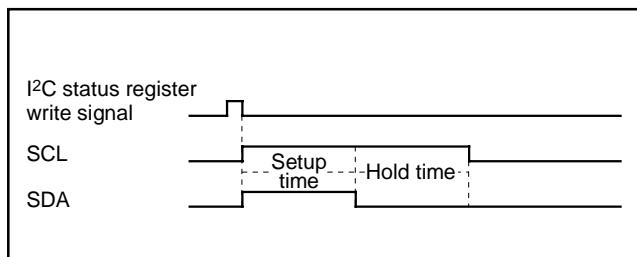 I²C status register
write signal
SCL
Setup
time
Hold time
SDA